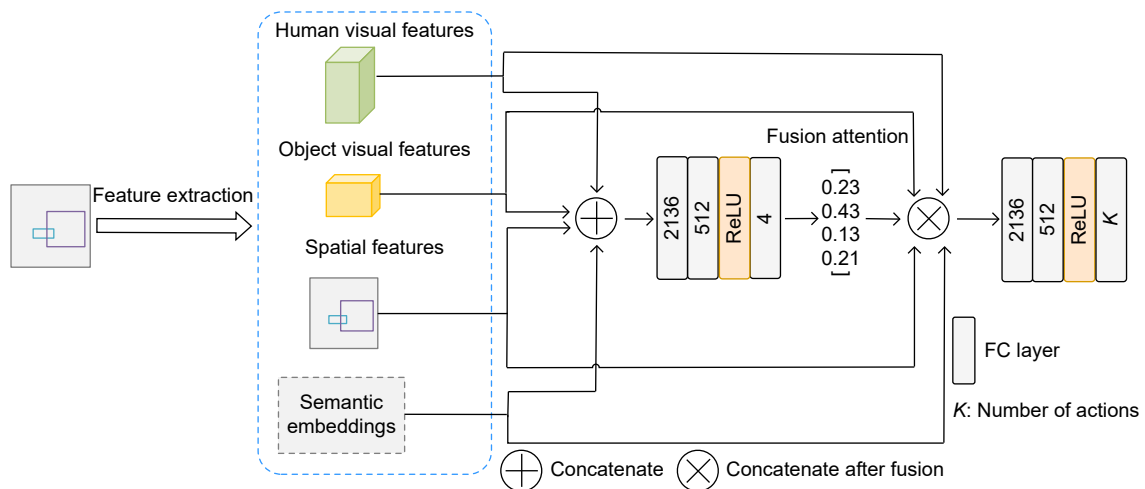 Human visual features
Object visual features
Feature extraction
Spatial features
Semantic
embeddings
2136
512
ReLU
4
Fusion attention
[
0.23
0.43
0.13
0.21
]
2136
512
ReLU
K
FC layer
K: Number of actions
Concatenate
Concatenate after fusion